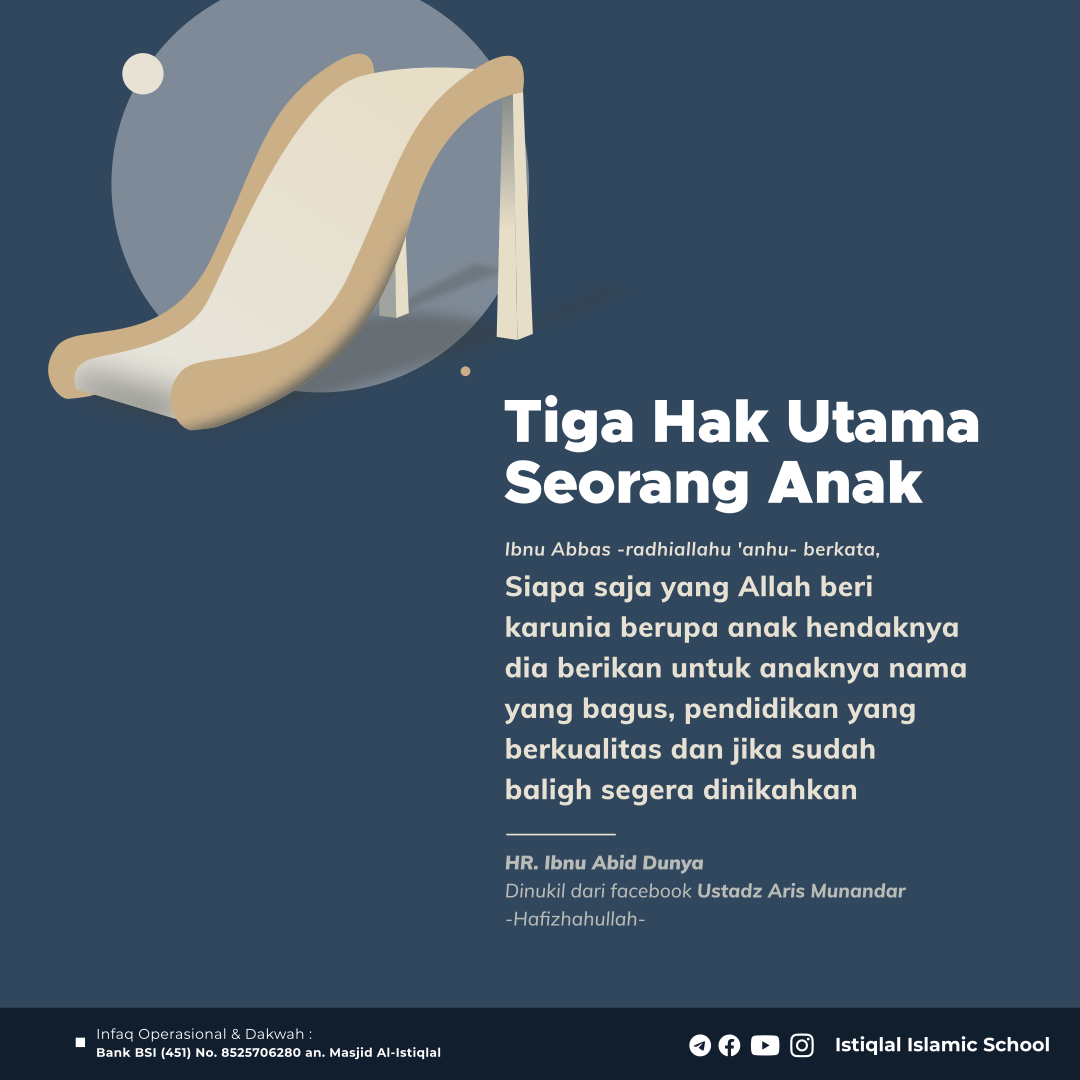 Tiga Hak Utama
Seorang Anak
Ibnu Abbas -radhiallahu 'anhu- berkata,
Siapa saja yang Allah beri
karunia berupa anak hendaknya
dia berikan untuk anaknya nama
yang bagus, pendidikan yang
berkualitas dan jika sudah
baligh segera dinikahkan
HR. Ibnu Abid Dunya
Dinukil dari facebook Ustadz Aris Munandar
-Hafizhahullah-
Infaq Operasional & Dakwah :
Bank BSI (451) No. 8525706280 an. Masjid Al-Istiqlal
Istiqlal Islamic School